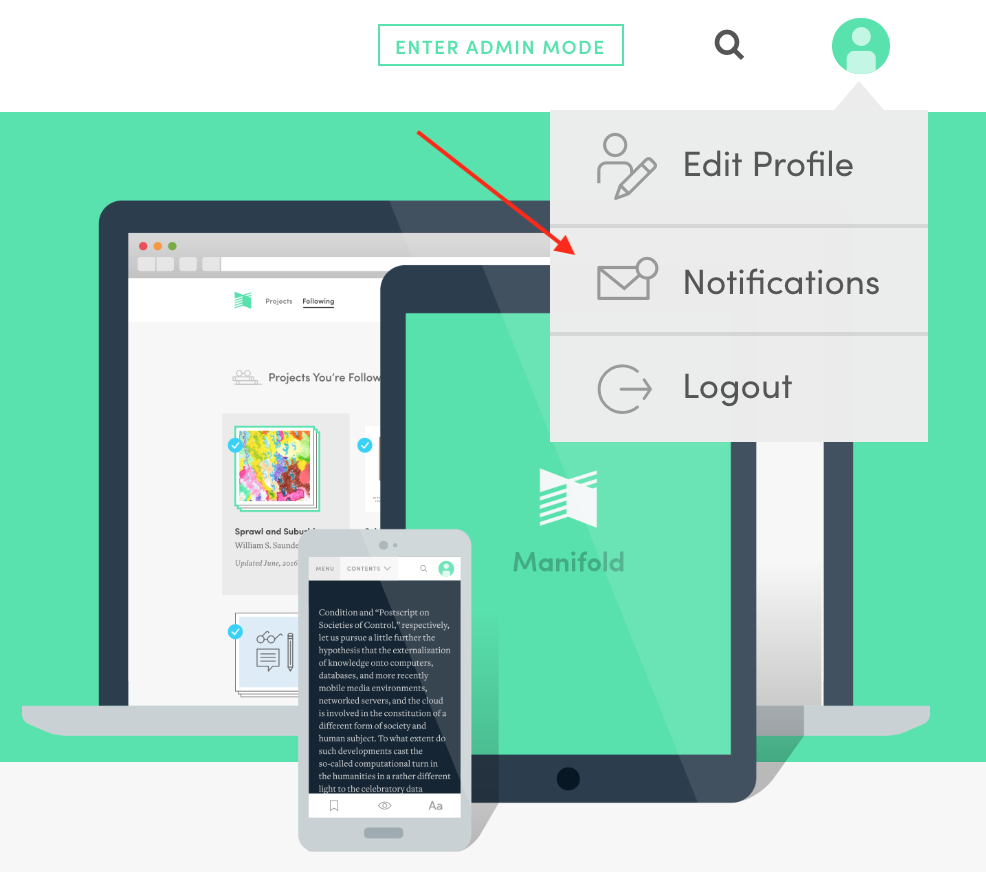 ENTER ADMIN MODE
Edit Profile
Notifications
Logout
Projects Following
Projects You're Follow
Sprawl and Subu
William S. Saunde
Updated June, 2016
Manifold
MENU CONTENTS
Condition and “Postscript on
Societies of Control,” respectively,
let us pursue a little further the
hypothesis that the externalization
of knowledge onto computers,
databases, and more recently
mobile media environments,
networked servers, and the cloud
is involved in the constitution of a
different form of society and
human subject. To what extent do
such developments cast the
so-called computational turn in
the humanities in a rather different
light to the celebratory data
Aa